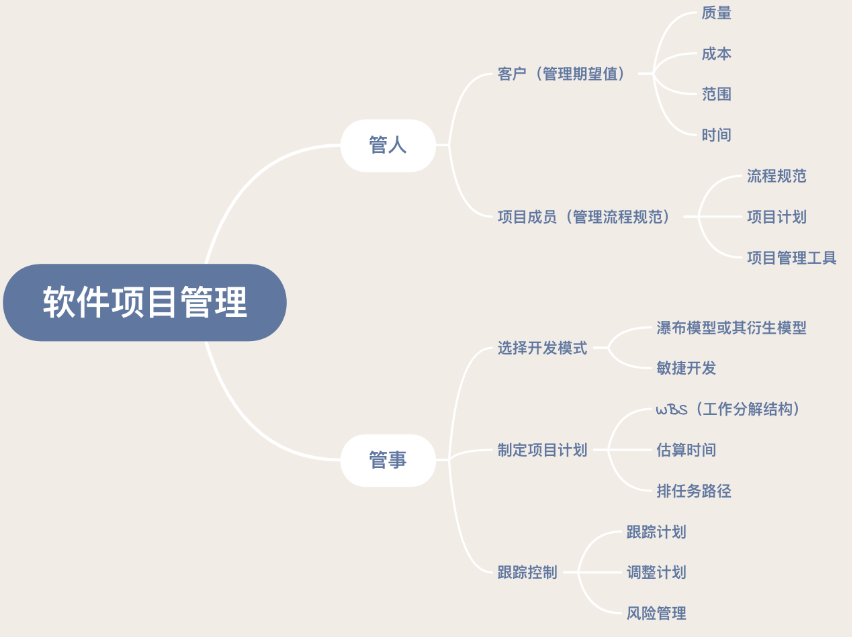 软件项目管理
管人
客户（管理期望值）
质量
成本
范围
时间
项目成员（管理流程规范）
流程规范
项目计划
项目管理工具
管事
选择开发模式
瀑布模型或其衍生模型
敏捷开发
制定项目计划
WBS（工作分解结构）
估算时间
排任务路径
跟踪控制
跟踪计划
调整计划
风险管理